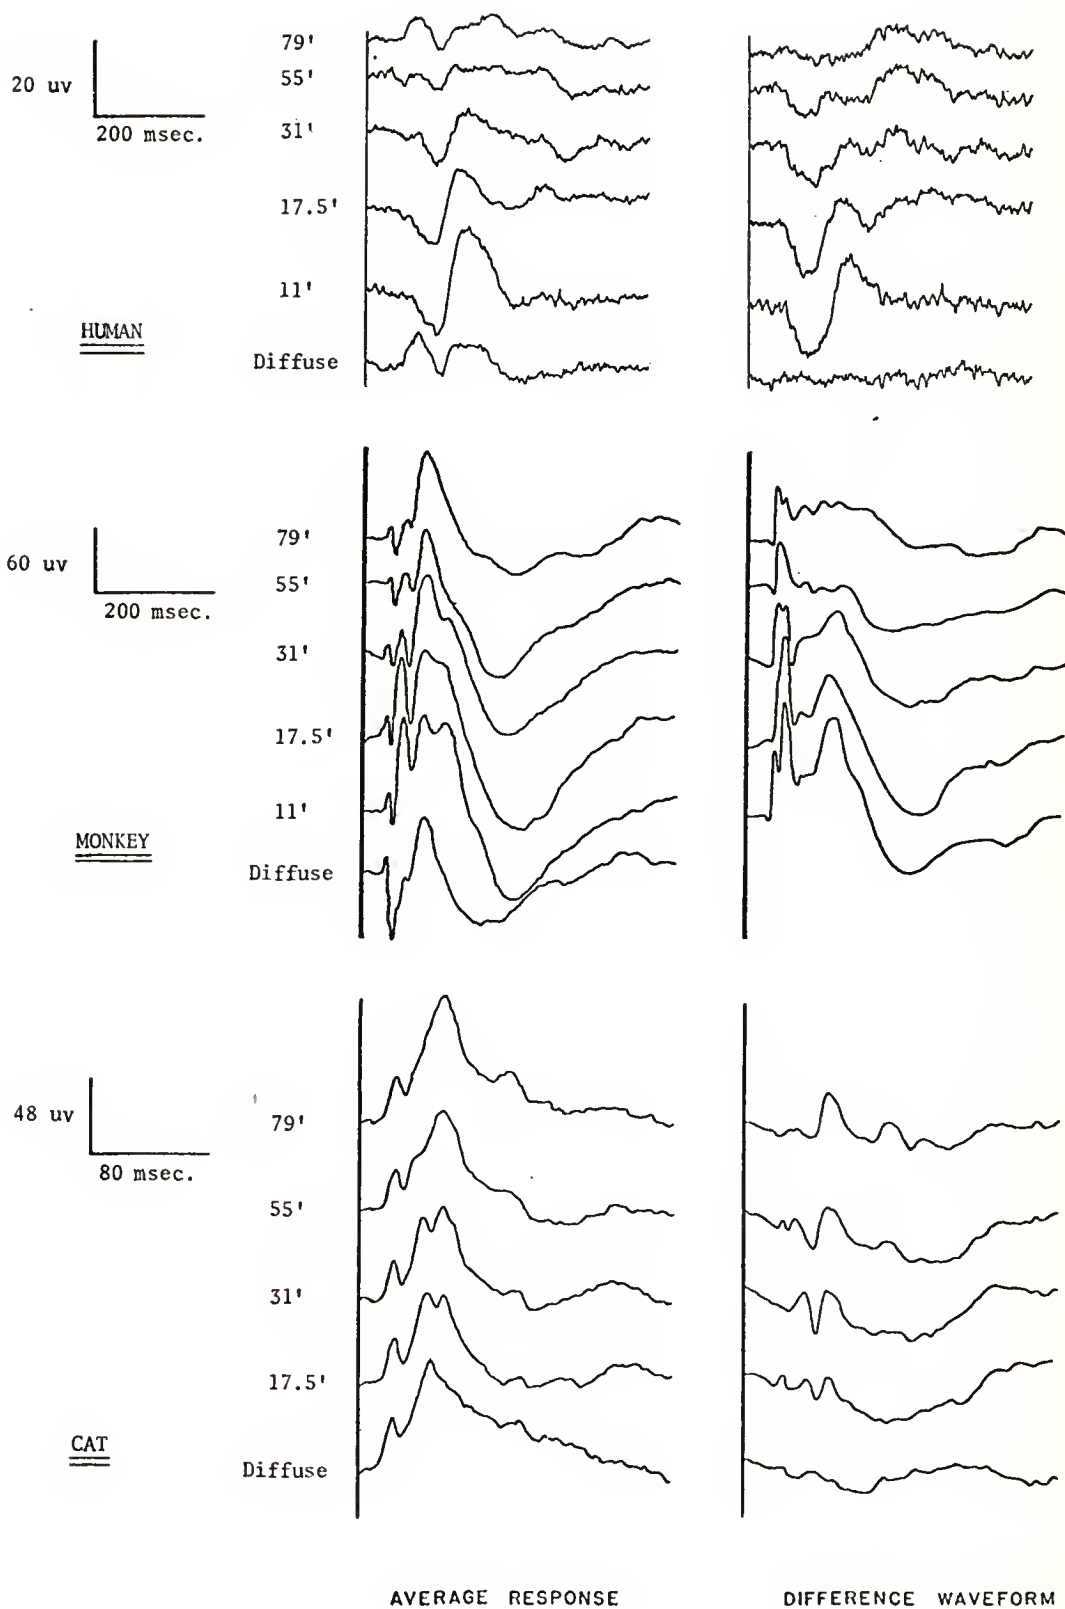 79'
20 uv
55'
200 msec.
31'
17.5'
11'
HUMAN
Diffuse
79'
60 uv
55'
200 msec.
31'
17.5'
11'
MONKEY
Diffuse
48 uv
79'
80 msec.
55'
31'
17.5'
CAT
Diffuse
AVERAGE RESPONSE
DIFFERENCE WAVEFORM